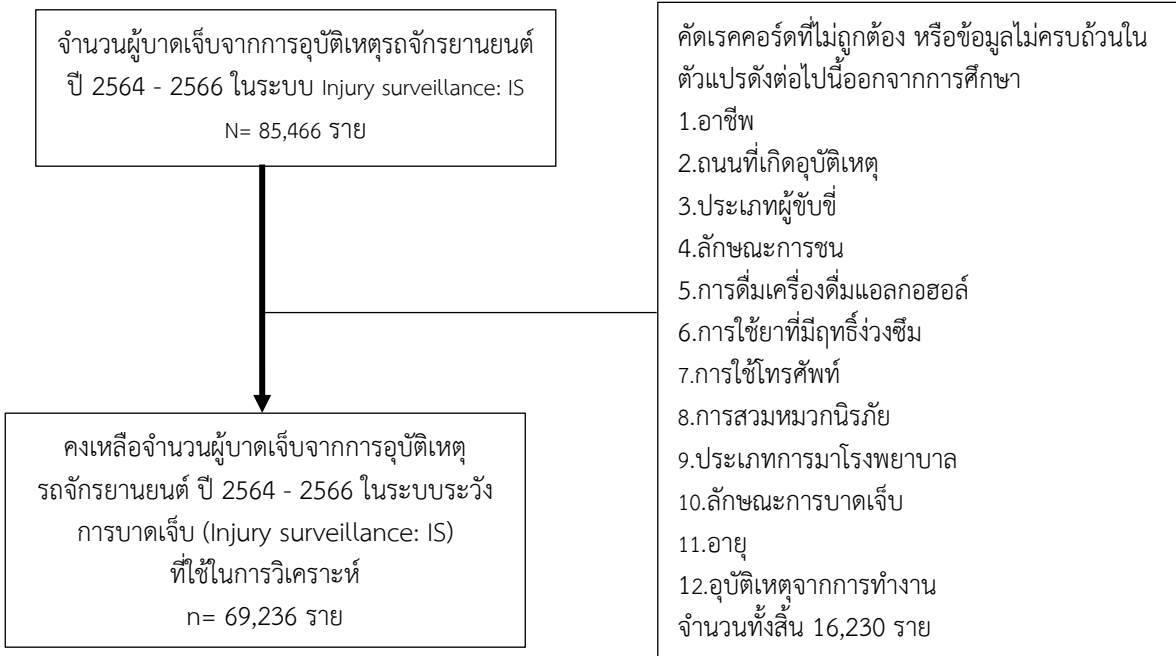 จำนวนผู้บาดเจ็บจากการอุบัติเหตุรถจักรยานยนต์
ปี 2564 - 2566 ในระบบ Injury surveillance: IS
N= 85,466 ราย
คัดเรคคอร์ดที่ไม่ถูกต้อง หรือข้อมูลไม่ครบถ้วนใน
ตัวแปรดังต่อไปนี้ออกจากการศึกษา
1.อาชีพ
2.ถนนที่เกิดอุบัติเหตุ
3.ประเภทผู้ขับขี่
4.ลักษณะการชน
5.การดื่มเครื่องดื่มแอลกอฮอล์
6.การใช้ยาที่มีฤทธิ์ง่วงซึม
7.การใช้โทรศัพท์
8.การสวมหมวกนิรภัย
9.ประเภทการมาโรงพยาบาล
10.ลักษณะการบาดเจ็บ
11.อายุ
12.อุบัติเหตุจากการทำงาน
จำนวนทั้งสิ้น 16,230 ราย
คงเหลือจำนวนผู้บาดเจ็บจากการอุบัติเหตุ
รถจักรยานยนต์ ปี 2564 - 2566 ในระบบระวัง
การบาดเจ็บ (Injury surveillance: IS)
ที่ใช้ในการวิเคราะห์
n= 69,236 ราย